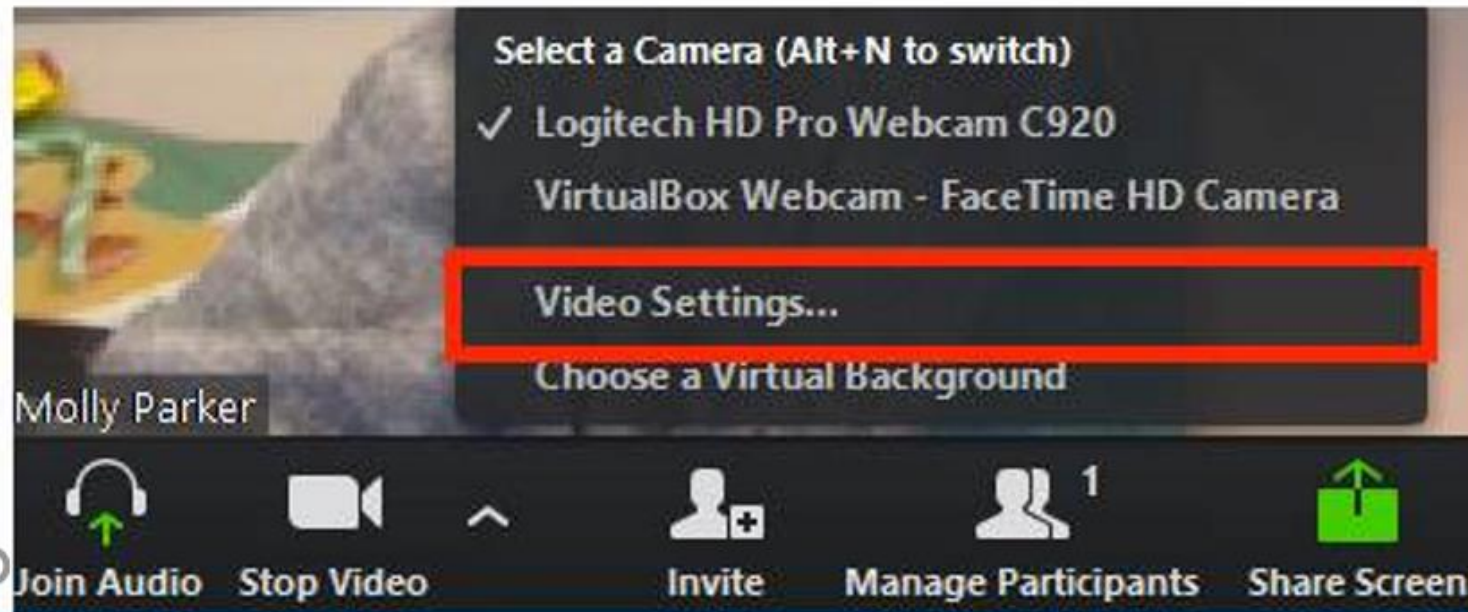 Select a Camera (Alt+N to switch)
✓ Logitech HD Pro Webcam C920
VirtualBox Webcam - FaceTime HD Camera
Video Settings...
Choose a Virtual Background
Molly Parker
1
Join Audio Stop Video Invite Manage Participants Share Screen